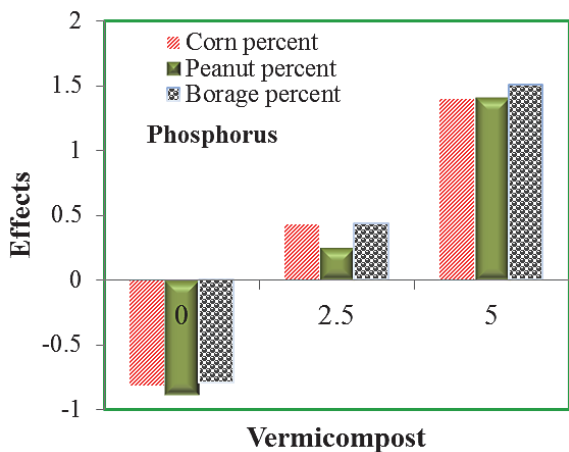 2
Corn percent
1.5
Peanut percent
Borage percent
1
Phosphorus
Effects
0.5
0
0
2.5
5
-0.5
-1
Vermicompost